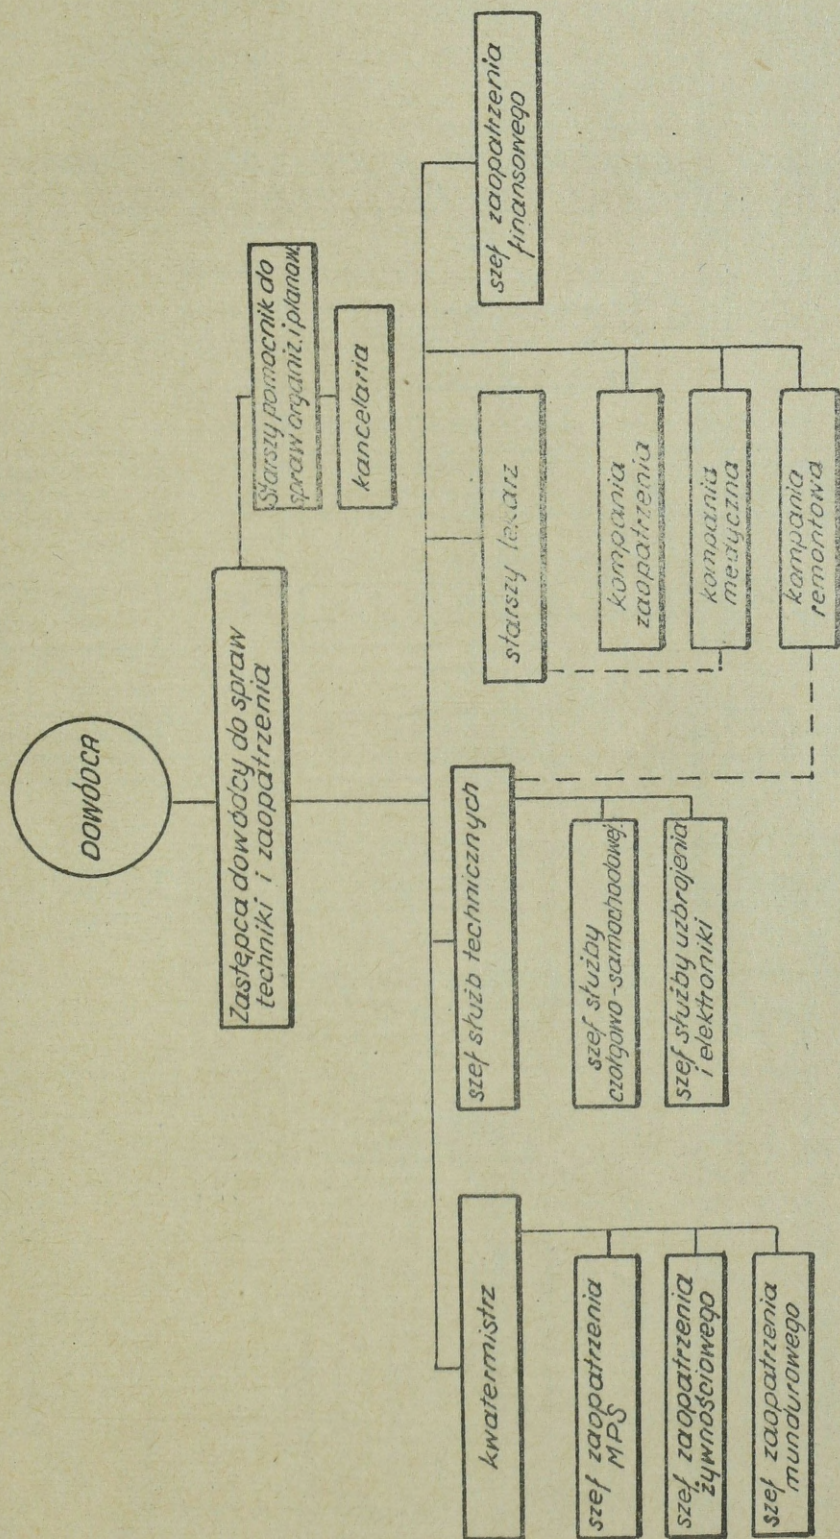 DOWÓDCA
Zastępca dowódcy do spraw
techniki i zaopatrzenia
Starszy pomocnik do
spraw organiz. i planow.
kancelaria
kwatermistrz
szef zaopatrzenia
MPS
szef zaopatrzenia
żywnościowego
szef zaopatrzenia
mundurowego
szef służb technicznych
szef służby
czołgowo-samochodowej
szef służby uzbrojenia
i elektroniki
starszy lekarz
kompania
zaopatrzenia
kompania
medyczna
kompania
remontowa
szef zaopatrzenia
finansowego